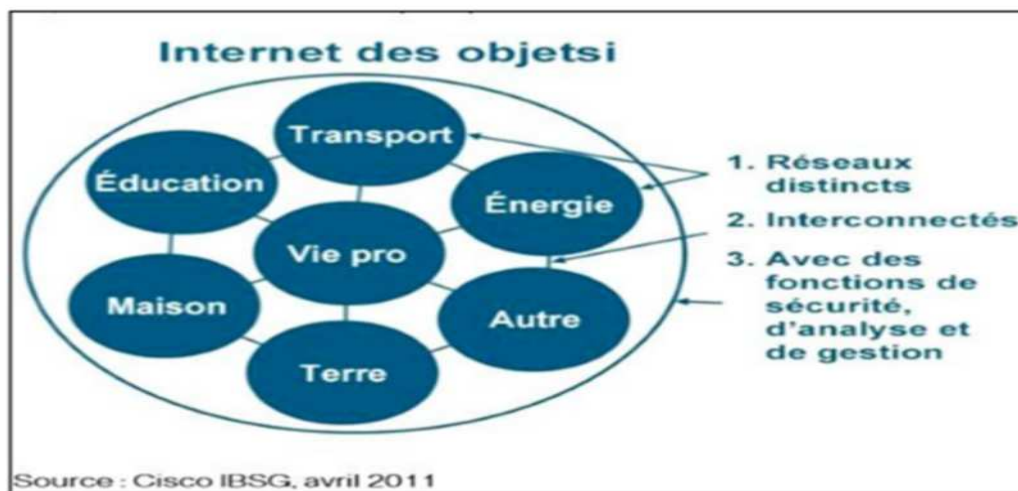 Internet des objetsi
Transport
Éducation
Énergie
Vie pro
Maison
Autre
Terre
1. Réseaux
distincts
2. Interconnectés
3. Avec des
fonctions de
sécurité,
d'analyse et
de gestion
Source : Cisco IBSG, avril 2011